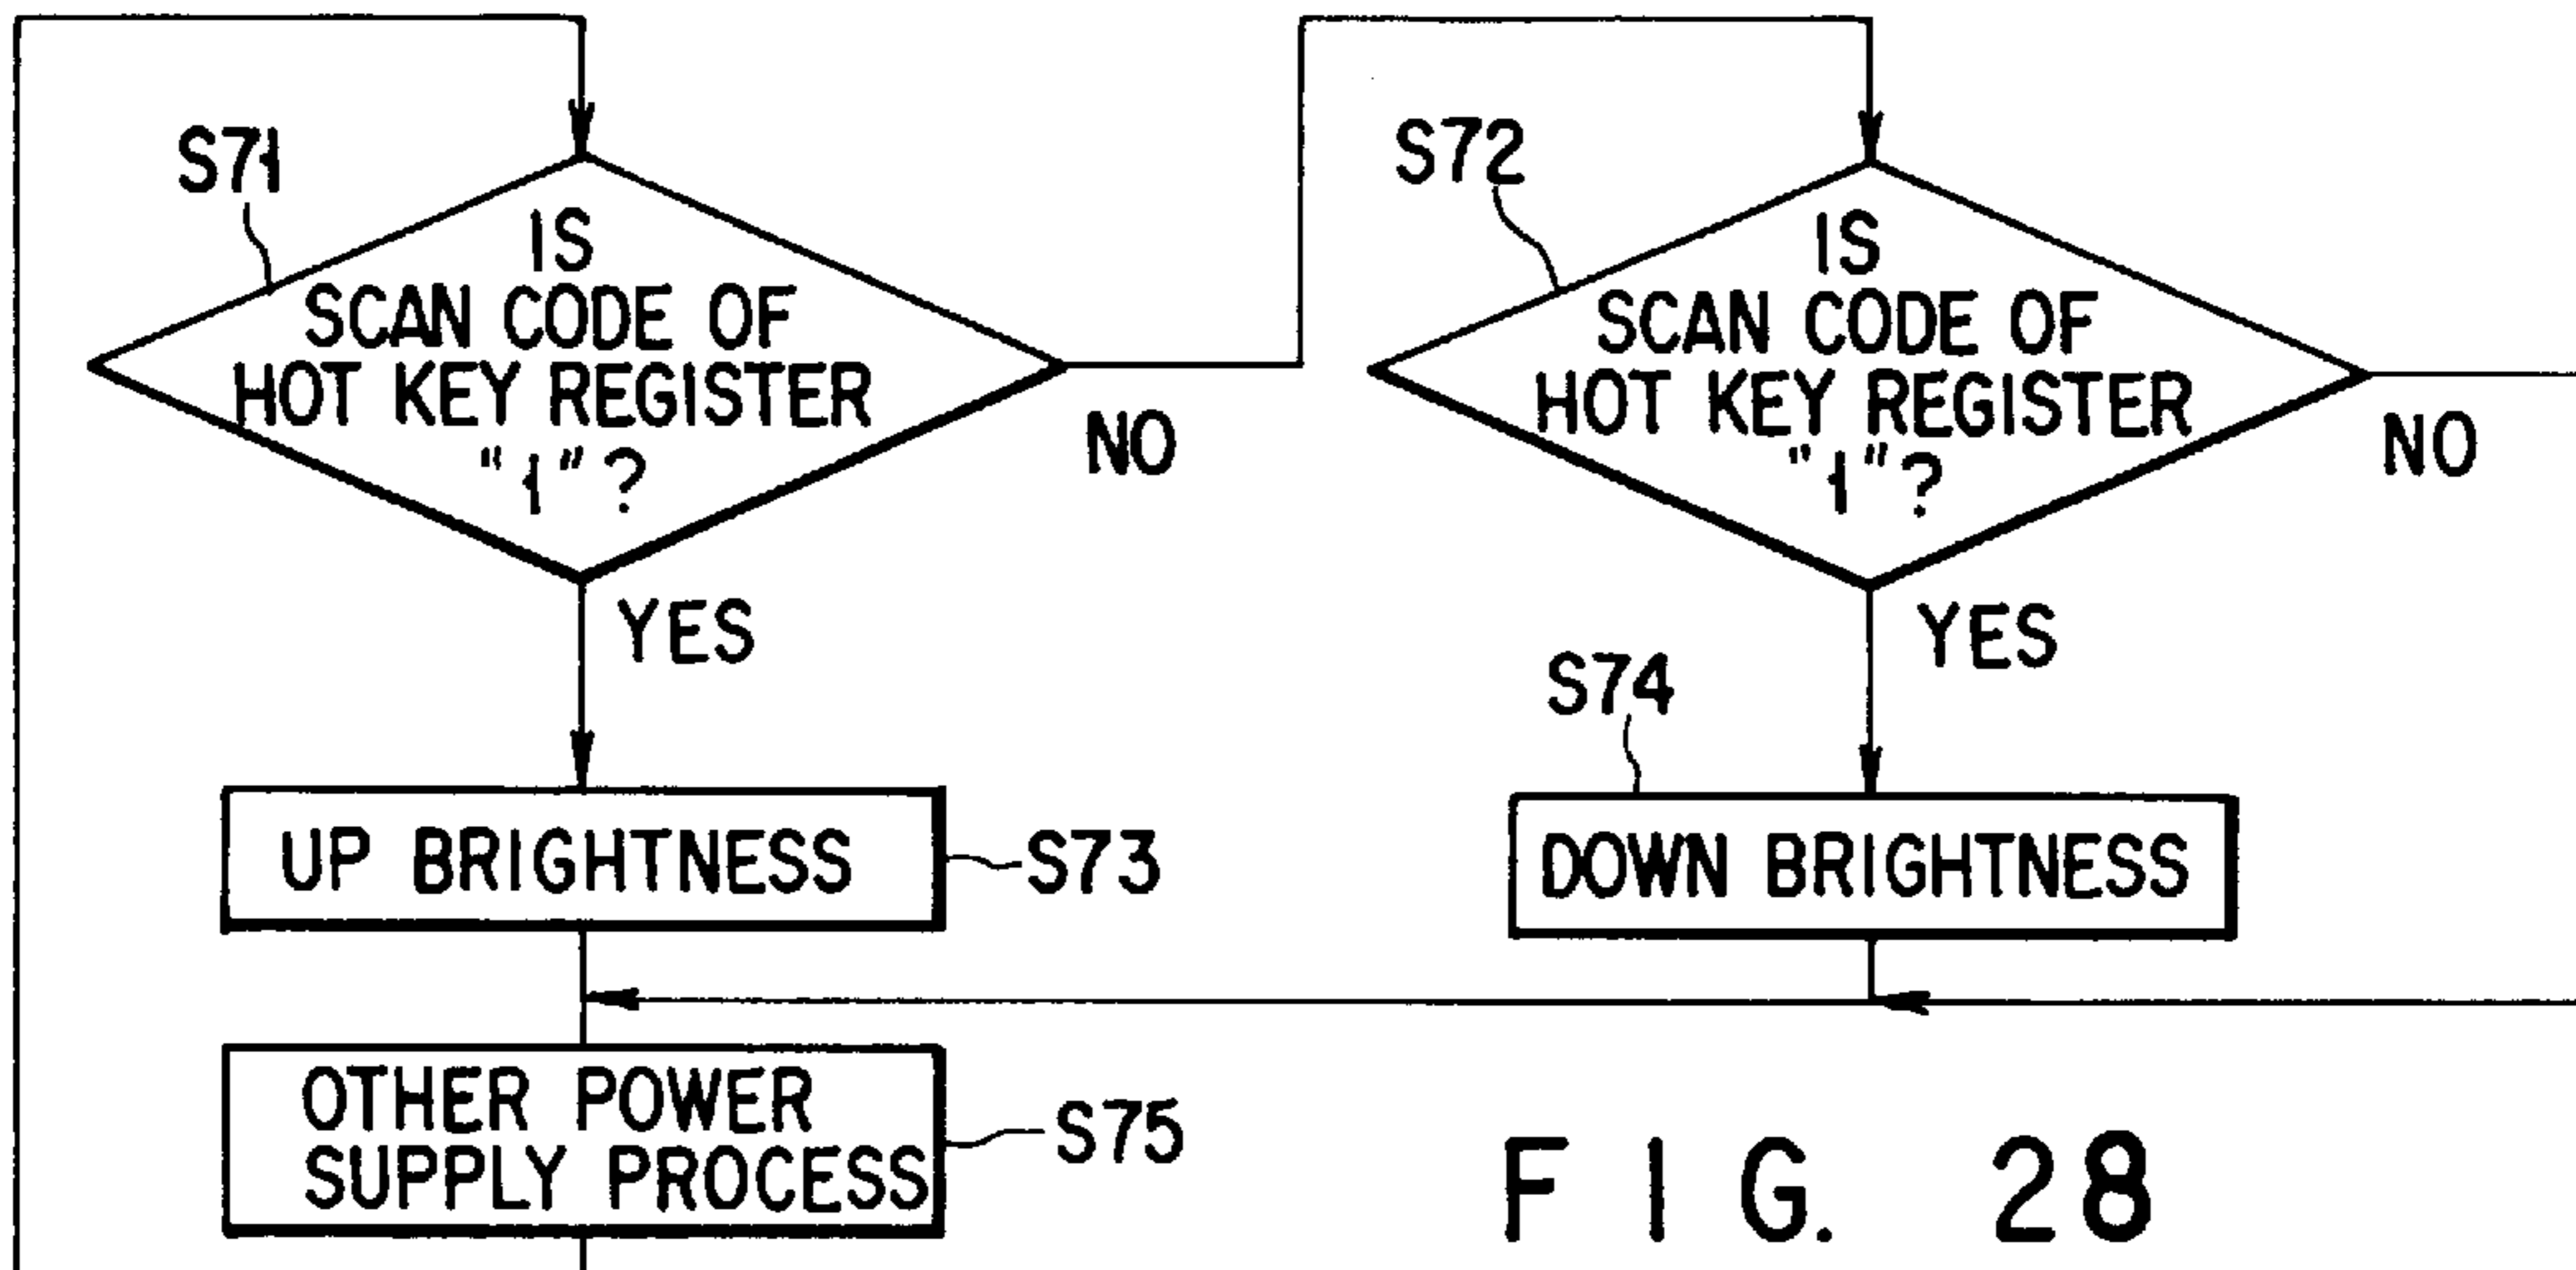 S71
IS
SCAN CODE OF
HOT KEY REGISTER
"1"?
NO
YES
S72
IS
SCAN CODE OF
HOT KEY REGISTER
"1"?
NO
YES
UP BRIGHTNESS
S73
S74
DOWN BRIGHTNESS
OTHER POWER
SUPPLY PROCESS
S75
FIG. 28